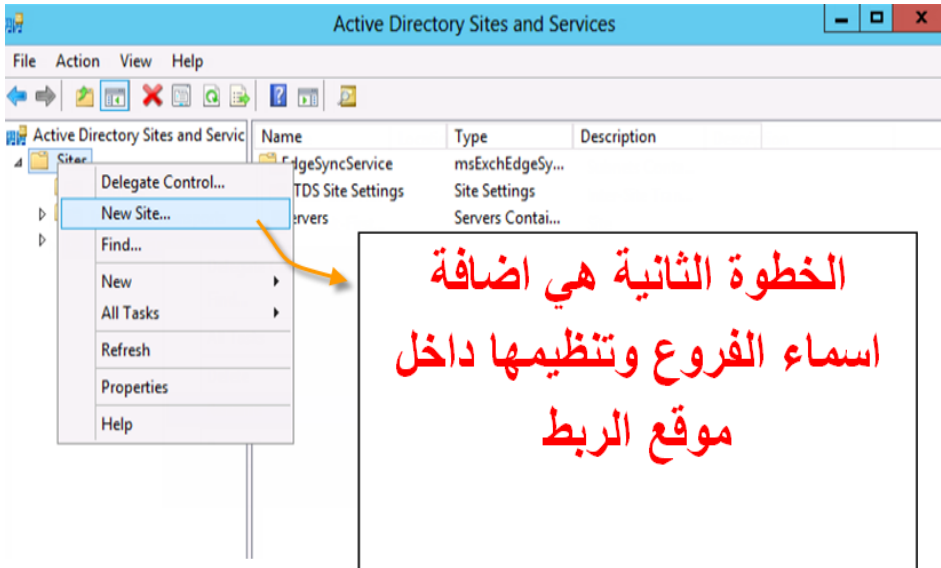 Active Directory Sites and Services
File Action View Help
Active Directory Sites and Servic
Name Type Description
Sites
EdgeSyncService msExchEdgeSy...
TDS Site Settings Site Settings
ervers Servers Contai...
Delegate Control...
New Site...
Find...
New
All Tasks
Refresh
Properties
Help
الخطوة الثانية هي اضافة
اسماء الفروع وتنظيمها داخل
موقع الربط